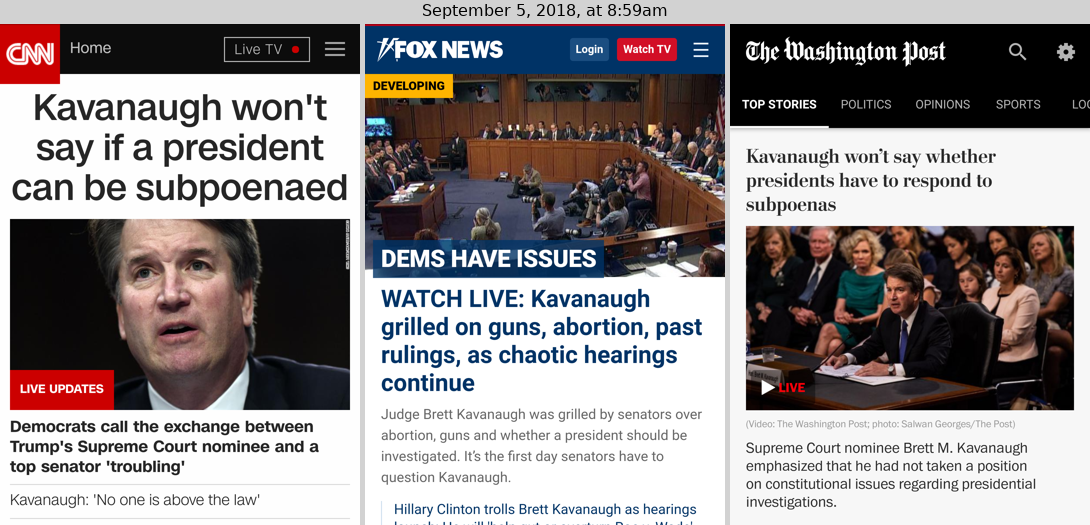 September 5, 2018, at 8:59am
CNN
Home
Live TV
Kavanaugh won't
say if a president
can be subpoenaed
LIVE UPDATES
Democrats call the exchange between
Trump's Supreme Court nominee and a
top senator 'troubling'
Kavanaugh: 'No one is above the law'
FOX NEWS
Login
Watch TV
DEVELOPING
DEMS HAVE ISSUES
WATCH LIVE: Kavanaugh
grilled on guns, abortion, past
rulings, as chaotic hearings
continue
Judge Brett Kavanaugh was grilled by senators over
abortion, guns and whether a president should be
investigated. It's the first day senators have to
question Kavanaugh.
Hillary Clinton trolls Brett Kavanaugh as hearings
The Washington Post
TOP STORIES
POLITICS
OPINIONS
SPORTS
LOC
Kavanaugh won't say whether
presidents have to respond to
subpoenas
LIVE
(Video: The Washington Post; photo: Salwan Georges/The Post)
Supreme Court nominee Brett M. Kavanaugh
emphasized that he had not taken a position
on constitutional issues regarding presidential
investigations.